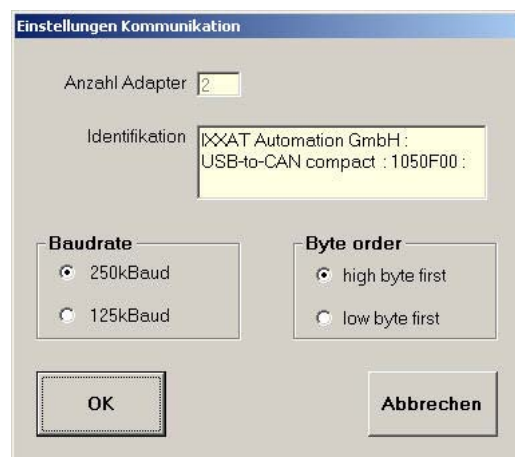 Einstellungen Kommunikation
Anzahl Adapter 2
Identifikation IXXAT Automation GmbH :
USB-to-CAN compact : 1050F00 :
Baudrate
250kBaud
125kBaud
Byte order
high byte first
low byte first
OK
Abbrechen